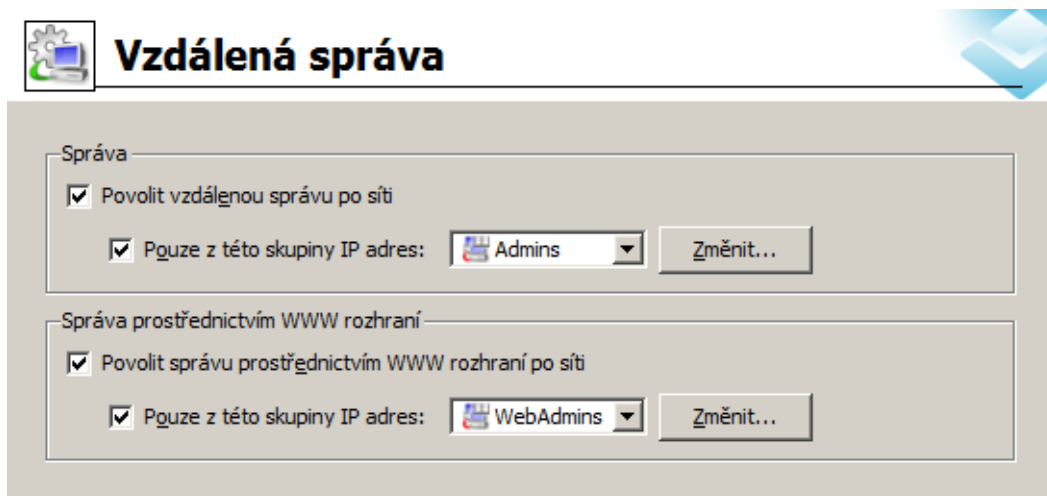 Vzdálená správa
Správa
Povolit vzdálenou správu po síti
Pouze z této skupiny IP adres: Admins Změnit...
Správa prostřednictvím WWW rozhraní
Povolit správu prostřednictvím WWW rozhraní po síti
Pouze z této skupiny IP adres: WebAdmins Změnit...